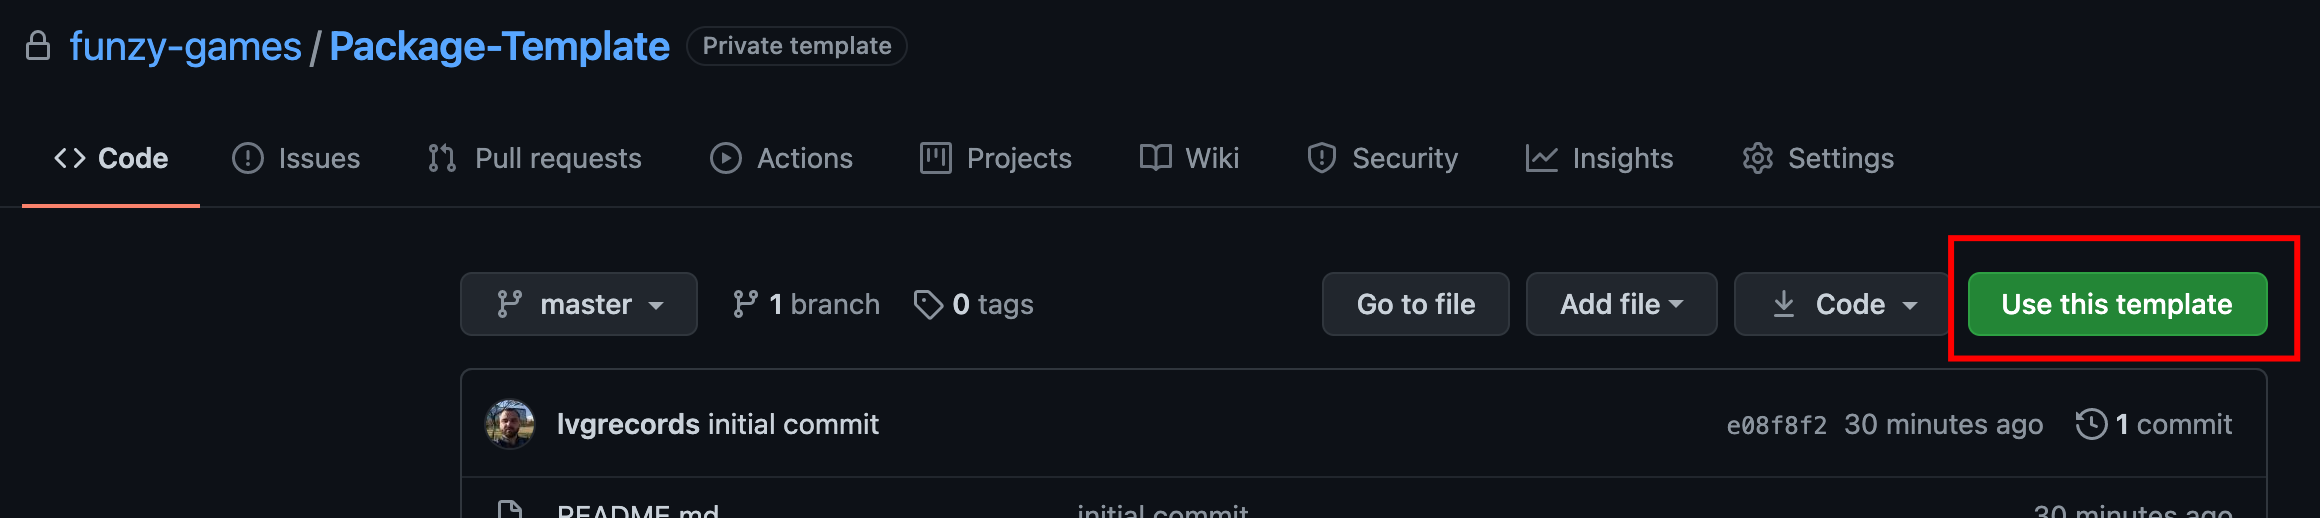 funzy-games / Package-Template Private template
Code Issues Pull requests Actions Projects Wiki Security Insights Settings
master 1 branch 0 tags Go to file Add file Code Use this template
lvgrecords initial commit e08f8f2 30 minutes ago 1 commit
README.md initial commit 30 minutes ago